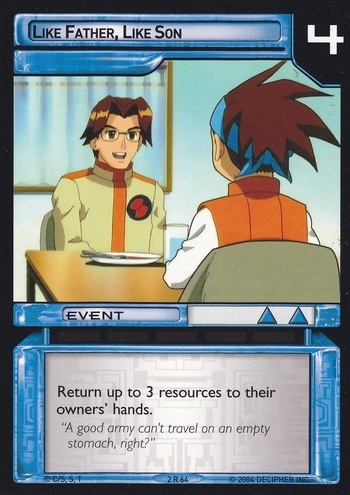 Like Father, Like Son
4
EVENT
Return up to 3 resources to their
owners' hands.
“A good army can't travel on an empty
stomach, right?”
© C/S, S, T 2 R 64 © 2004 DECIPHER INC.